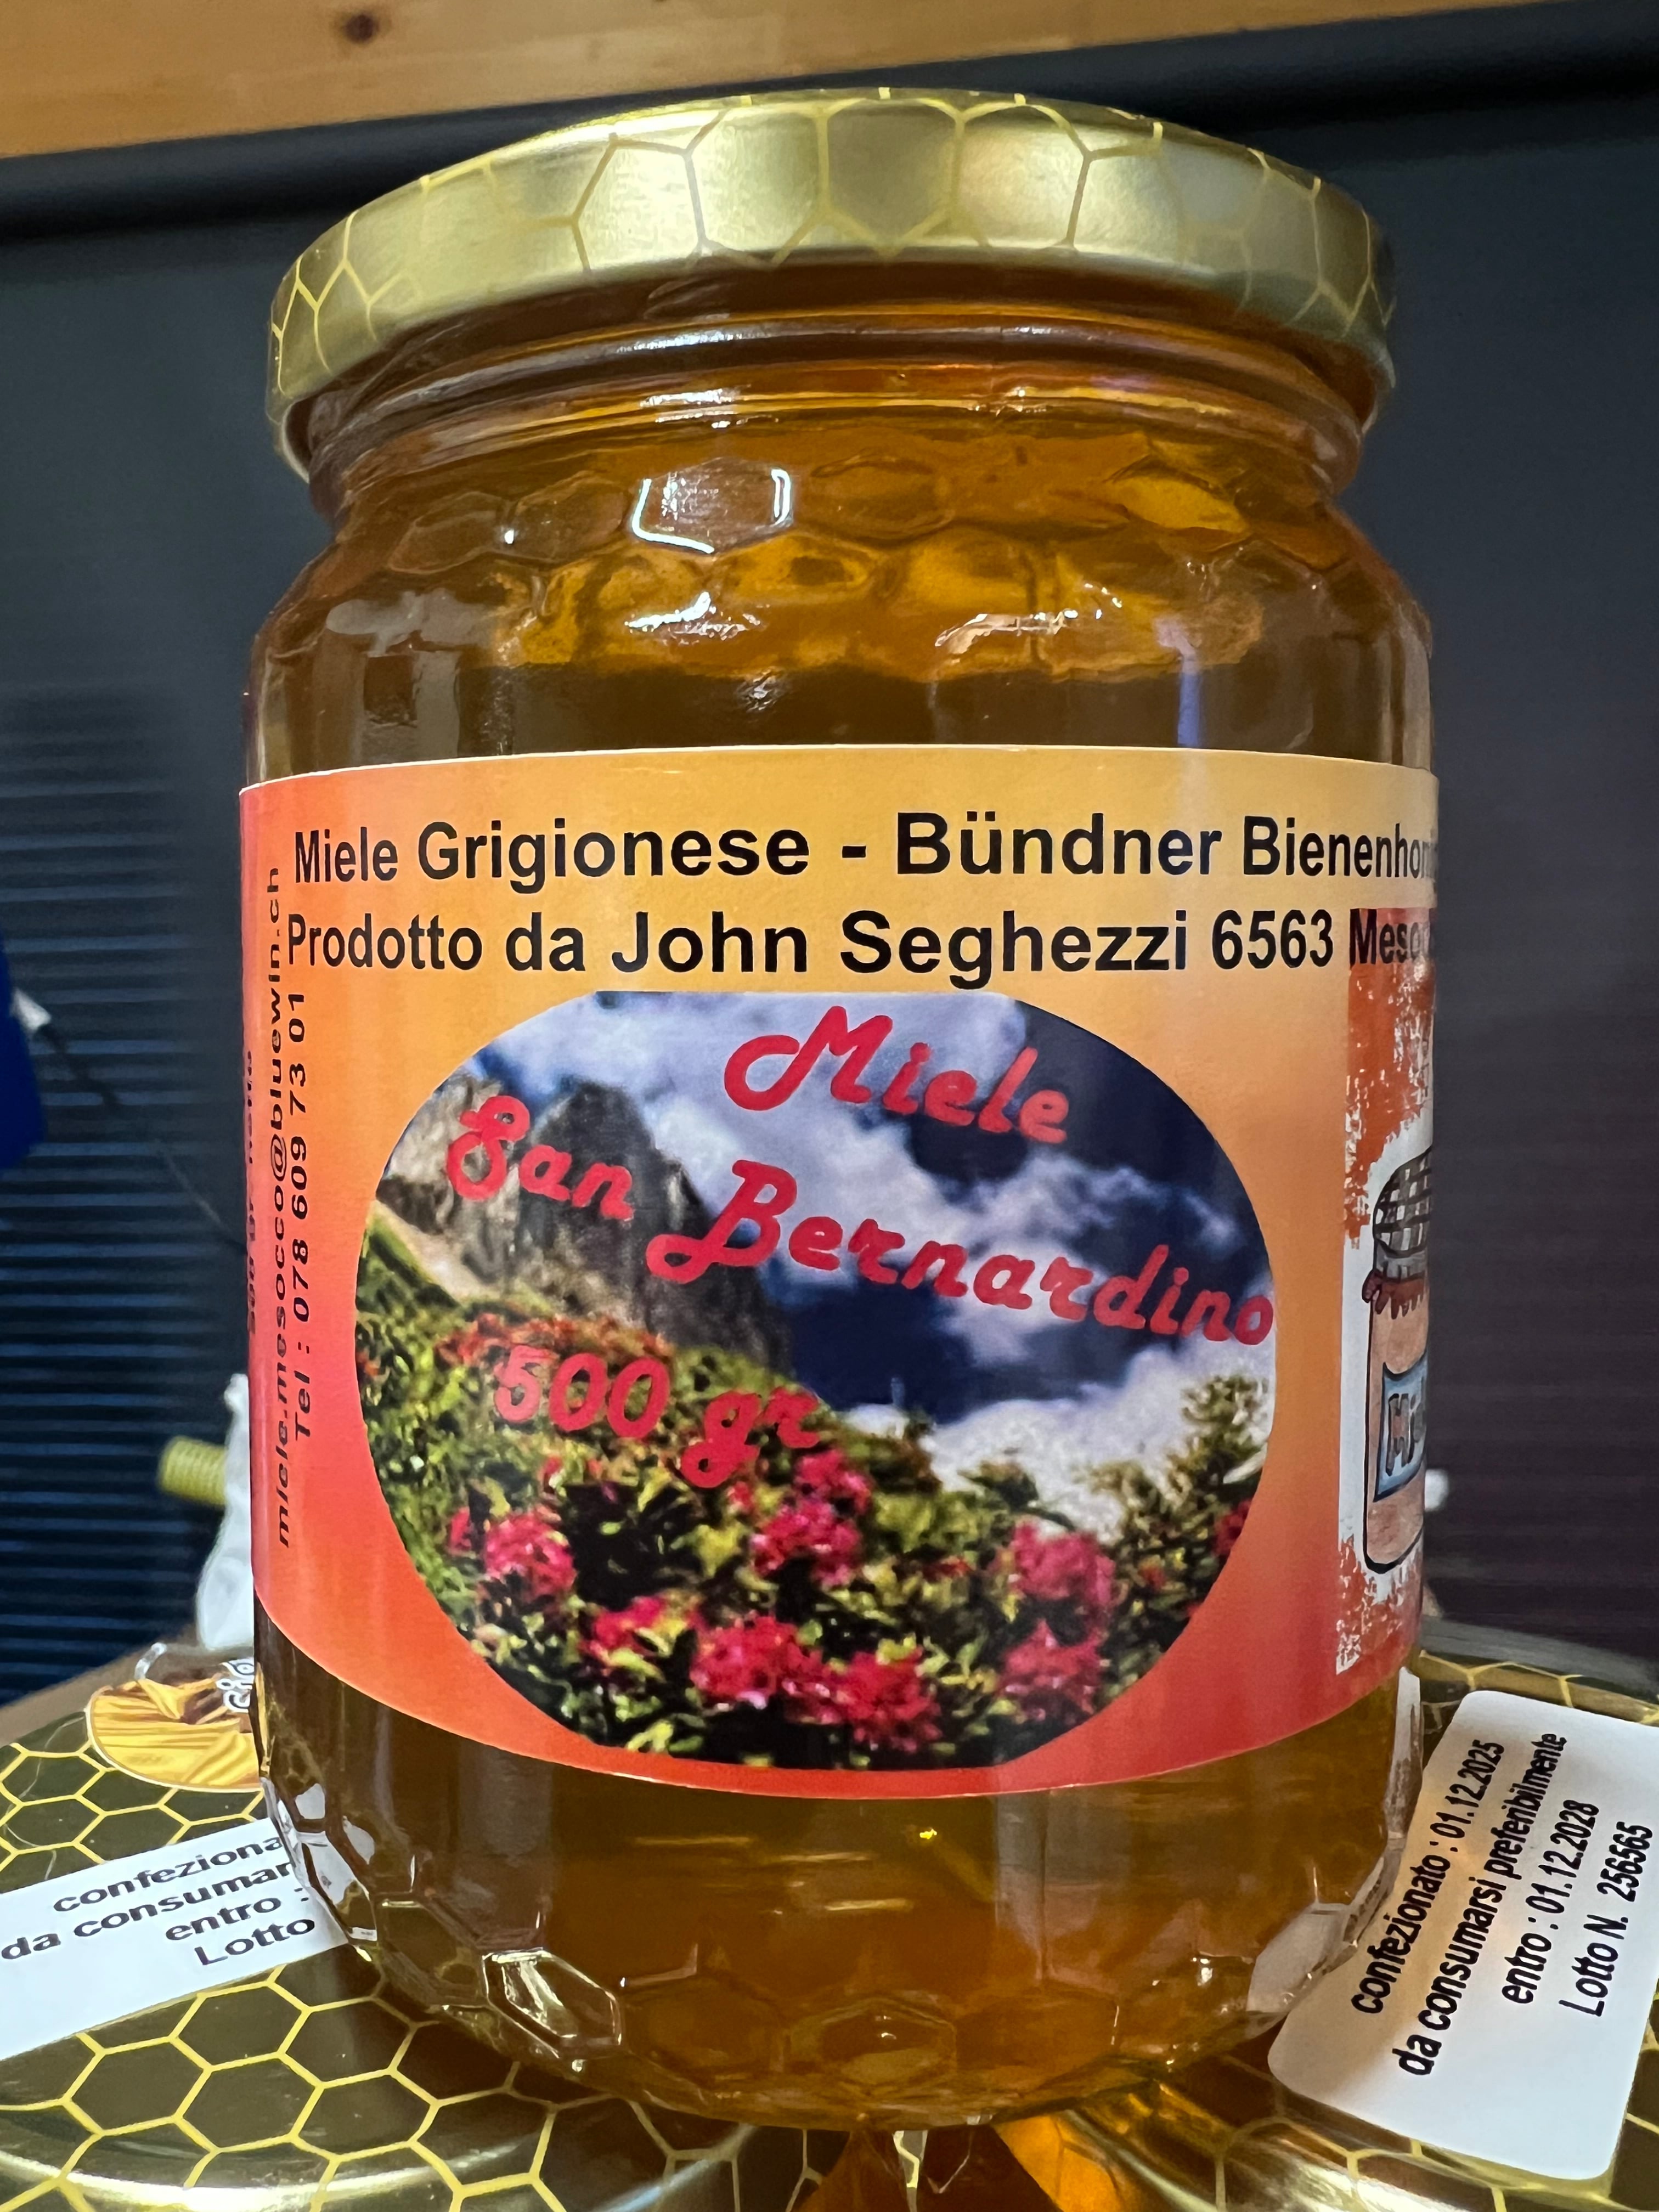 Miele Grigionese - Bündner Bienenhoni
Prodotto da John Seghezzi 6563 Meso
miele.mesocco@bluewin.ch
Tel : 078 609 73 01
Miele
San Bernardino
500 gr
confeziona
da consumar
entro :
Lotto
confezionato : 01.12.2025
da consumarsi preferibilmente
entro : 01.12.2028
Lotto N. 256565